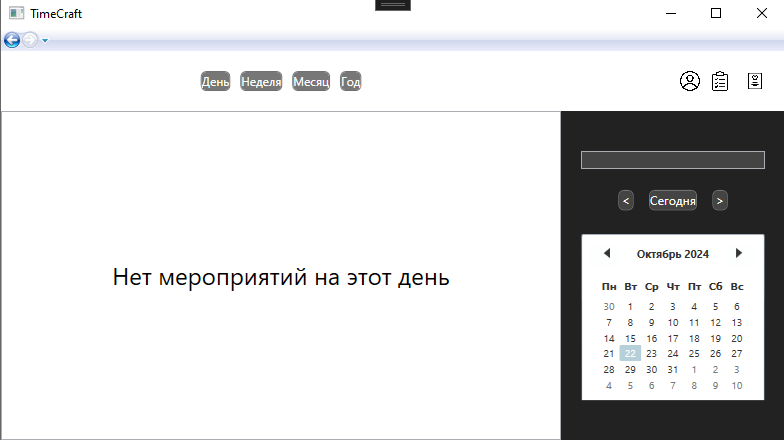 TimeCraft
День Неделя Месяц Год
< Сегодня >
Октябрь 2024
Пн Вт Ср Чт Пт Сб Вс
30 1 2 3 4 5 6
7 8 9 10 11 12 13
14 15 16 17 18 19 20
21 22 23 24 25 26 27
28 29 30 31 1 2 3
4 5 6 7 8 9 10
Нет мероприятий на этот день